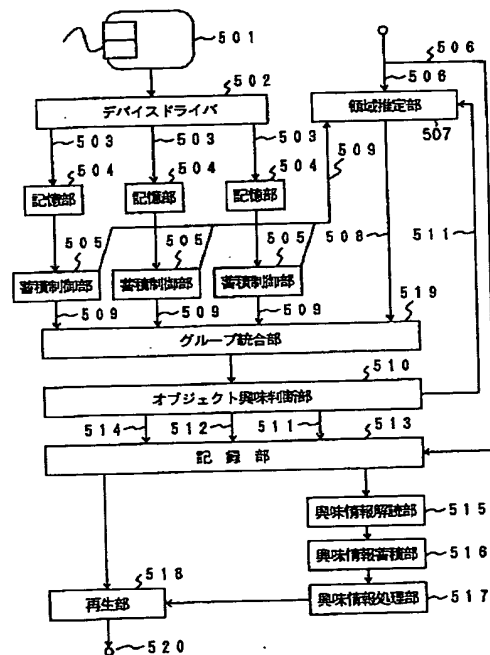 501
506
502
506
デバイスドライバ
領域推定部
503
503
503
507
504
504
504
509
記憶部
記憶部
記憶部
505
505
505
508
511
蓄積制御部
蓄積制御部
蓄積制御部
509
509
509
519
グループ統合部
510
オブジェクト興味判断部
514
512
511
513
記録部
興味情報解読部
515
興味情報蓄積部
516
518
再生部
興味情報処理部
517
520